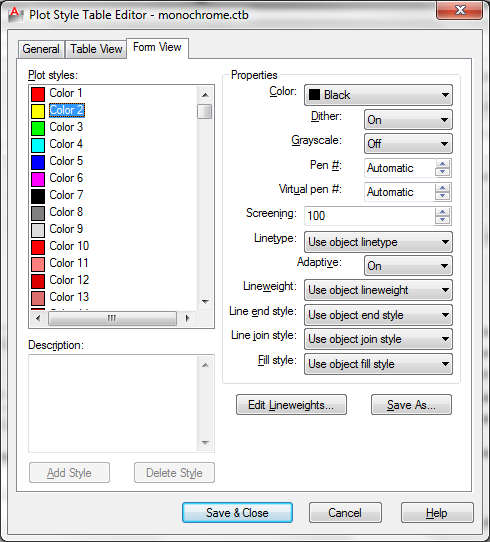 Plot Style Table Editor - monochrome.ctb
General Table View Form View
Plot styles:
Color 1
Color 2
Color 3
Color 4
Color 5
Color 6
Color 7
Color 8
Color 9
Color 10
Color 11
Color 12
Color 13
Description:
Add Style Delete Style
Properties
Color: Black
Dither: On
Grayscale: Off
Pen #: Automatic
Virtual pen #: Automatic
Screening: 100
Linetype: Use object linetype
Adaptive: On
Lineweight: Use object lineweight
Line end style: Use object end style
Line join style: Use object join style
Fill style: Use object fill style
Edit Lineweights... Save As...
Save & Close Cancel Help